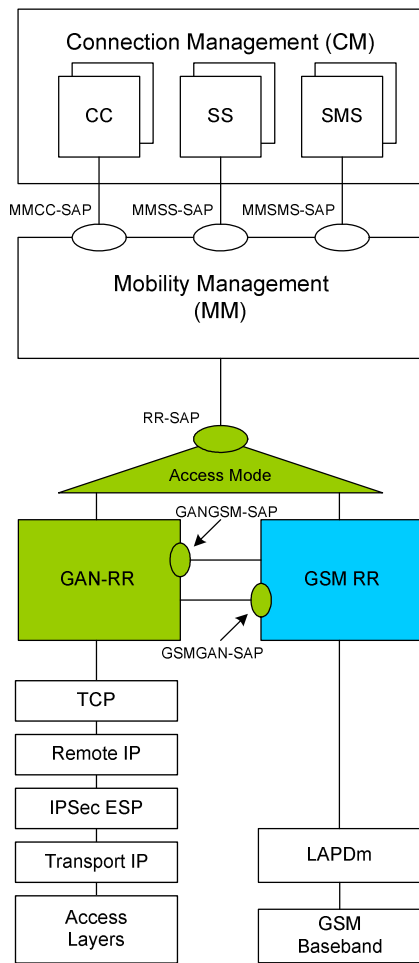 Connection Management (CM)
CC
SS
SMS
MMCC-SAP
MMSS-SAP
MMSMS-SAP
Mobility Management
(MM)
RR-SAP
Access Mode
GANGSM-SAP
GAN-RR
GSM RR
GSMGAN-SAP
TCP
Remote IP
IPSec ESP
Transport IP
LAPDm
Access
Layers
GSM
Baseband